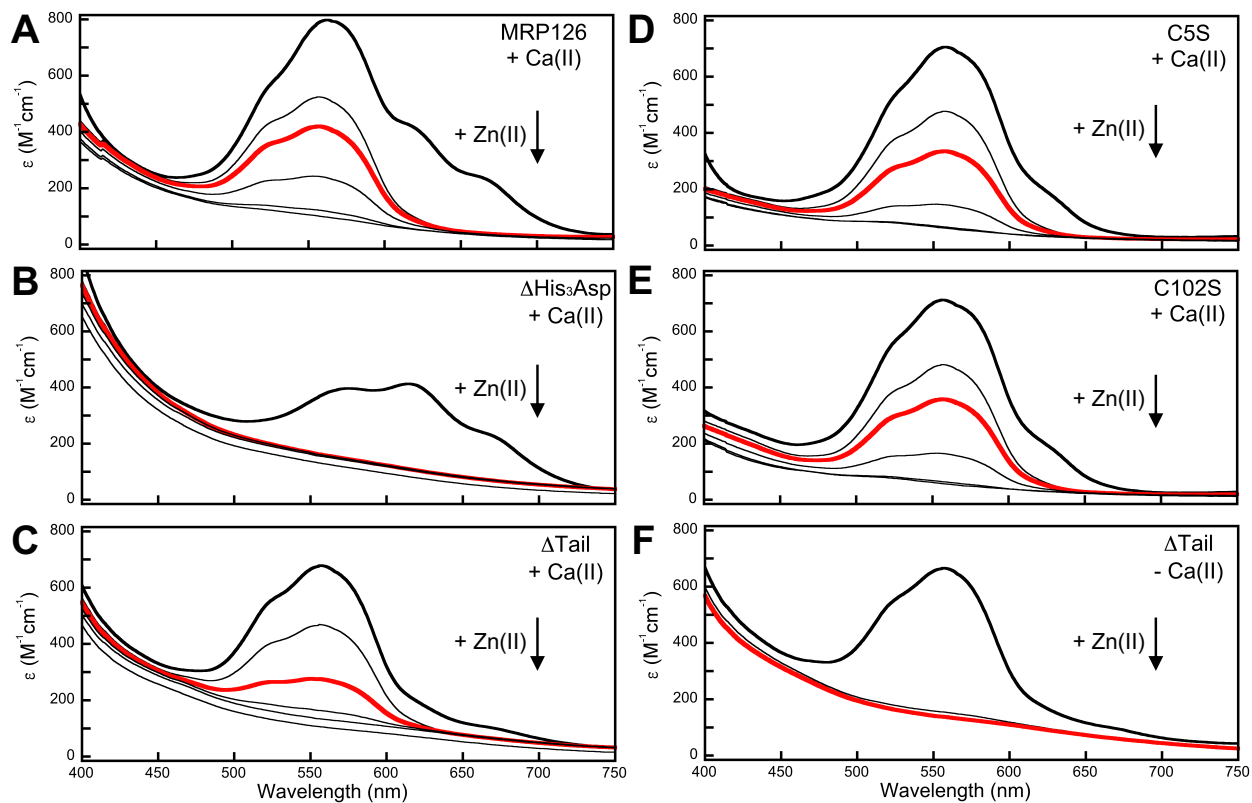 A
MRP126
+ Ca(II)
+ Zn(II)
ε (M⁻¹cm⁻¹)
800
600
400
200
0
B
ΔHis₃Asp
+ Ca(II)
+ Zn(II)
ε (M⁻¹cm⁻¹)
800
600
400
200
0
C
ΔTail
+ Ca(II)
+ Zn(II)
ε (M⁻¹cm⁻¹)
800
600
400
200
0
400 450 500 550 600 650 700 750
Wavelength (nm)
D
C5S
+ Ca(II)
+ Zn(II)
ε (M⁻¹cm⁻¹)
800
600
400
200
0
E
C102S
+ Ca(II)
+ Zn(II)
ε (M⁻¹cm⁻¹)
800
600
400
200
0
F
ΔTail
- Ca(II)
+ Zn(II)
ε (M⁻¹cm⁻¹)
800
600
400
200
0
400 450 500 550 600 650 700 750
Wavelength (nm)